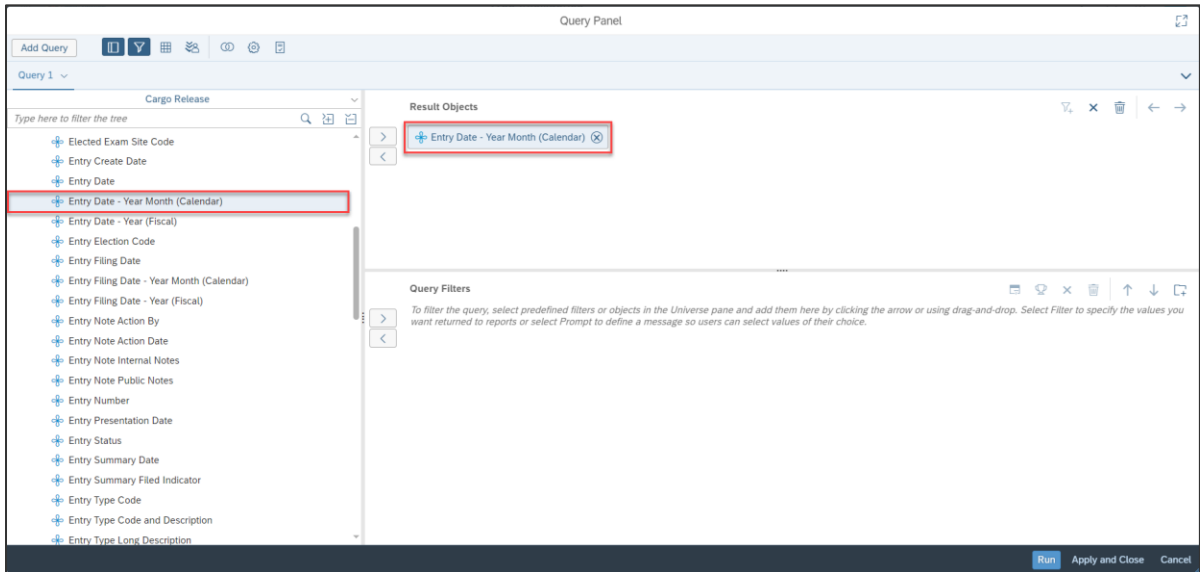 Query Panel
Add Query
Query 1
Cargo Release
Type here to filter the tree
Elected Exam Site Code
Entry Create Date
Entry Date
Entry Date - Year Month (Calendar)
Entry Date - Year (Fiscal)
Entry Election Code
Entry Filing Date
Entry Filing Date - Year Month (Calendar)
Entry Filing Date - Year (Fiscal)
Entry Note Action By
Entry Note Action Date
Entry Note Internal Notes
Entry Note Public Notes
Entry Number
Entry Presentation Date
Entry Status
Entry Summary Date
Entry Summary Filed Indicator
Entry Type Code
Entry Type Code and Description
Entry Type Long Description
Result Objects
Entry Date - Year Month (Calendar)
Query Filters
To filter the query, select predefined filters or objects in the Universe pane and add them here by clicking the arrow or using drag-and-drop. Select Filter to specify the values you
want returned to reports or select Prompt to define a message so users can select values of their choice.
Run Apply and Close Cancel